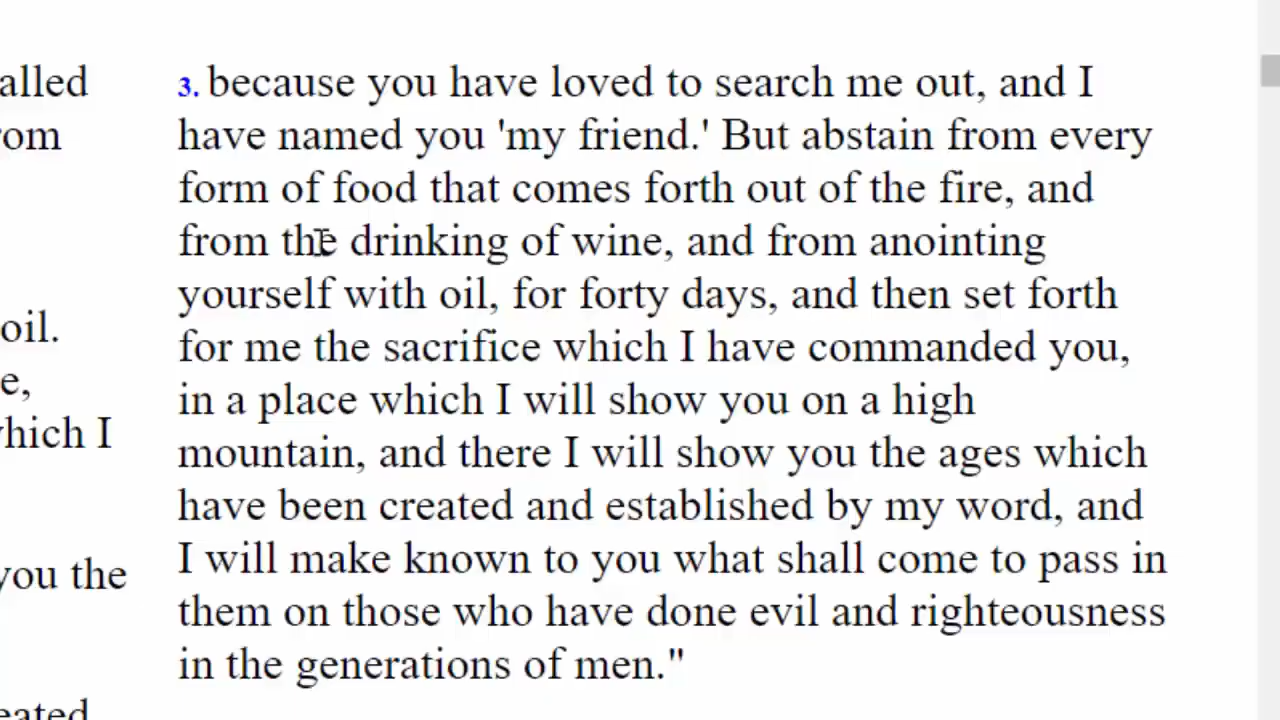 alled
rom
oil.
e,
which I
you the
eated
3. because you have loved to search me out, and I
have named you 'my friend.' But abstain from every
form of food that comes forth out of the fire, and
from the drinking of wine, and from anointing
yourself with oil, for forty days, and then set forth
for me the sacrifice which I have commanded you,
in a place which I will show you on a high
mountain, and there I will show you the ages which
have been created and established by my word, and
I will make known to you what shall come to pass in
them on those who have done evil and righteousness
in the generations of men."